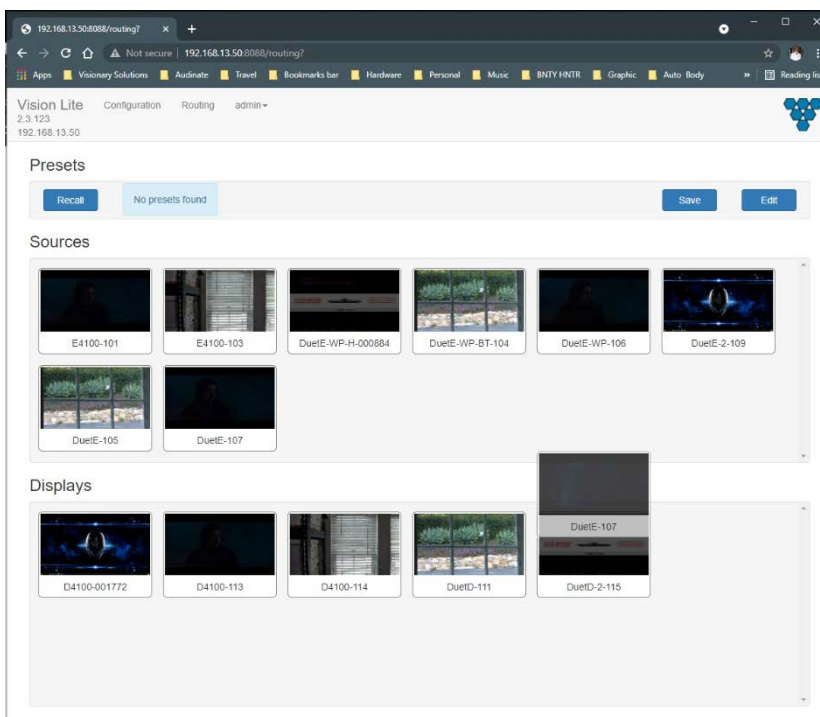 192.168.13.50:8088/routing?
Not secure 192.168.13.50:8088/routing?
Apps Visionary Solutions Audinate Travel Bookmarks bar Hardware Personal Music BNTY HNTR Graphic Auto Body » Reading lis
Vision Lite Configuration Routing admin
2.3.123
192.168.13.50
Presets
Recall No presets found Save Edit
Sources
E4100-101 E4100-103 DuetE-WP-H-000884 DuetE-WP-BT-104 DuetE-WP-106 DuetE-2-109
DuetE-105 DuetE-107
Displays
DuetE-107
D4100-001772 D4100-113 D4100-114 DuetD-111 DuetD-2-115